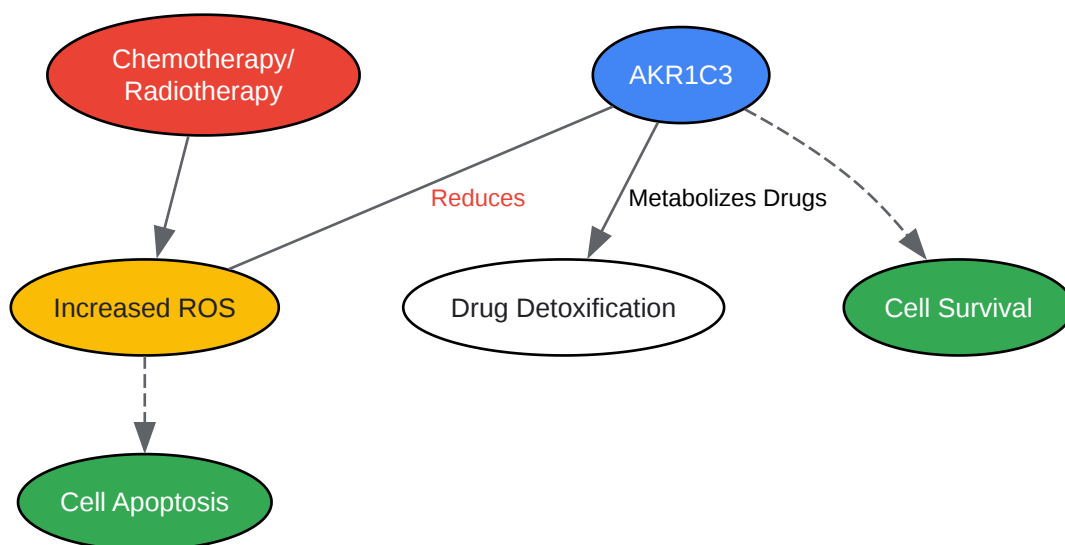 Chemotherapy/
Radiotherapy
AKR1C3
Reduces
Metabolizes Drugs
Increased ROS
Drug Detoxification
Cell Survival
Cell Apoptosis